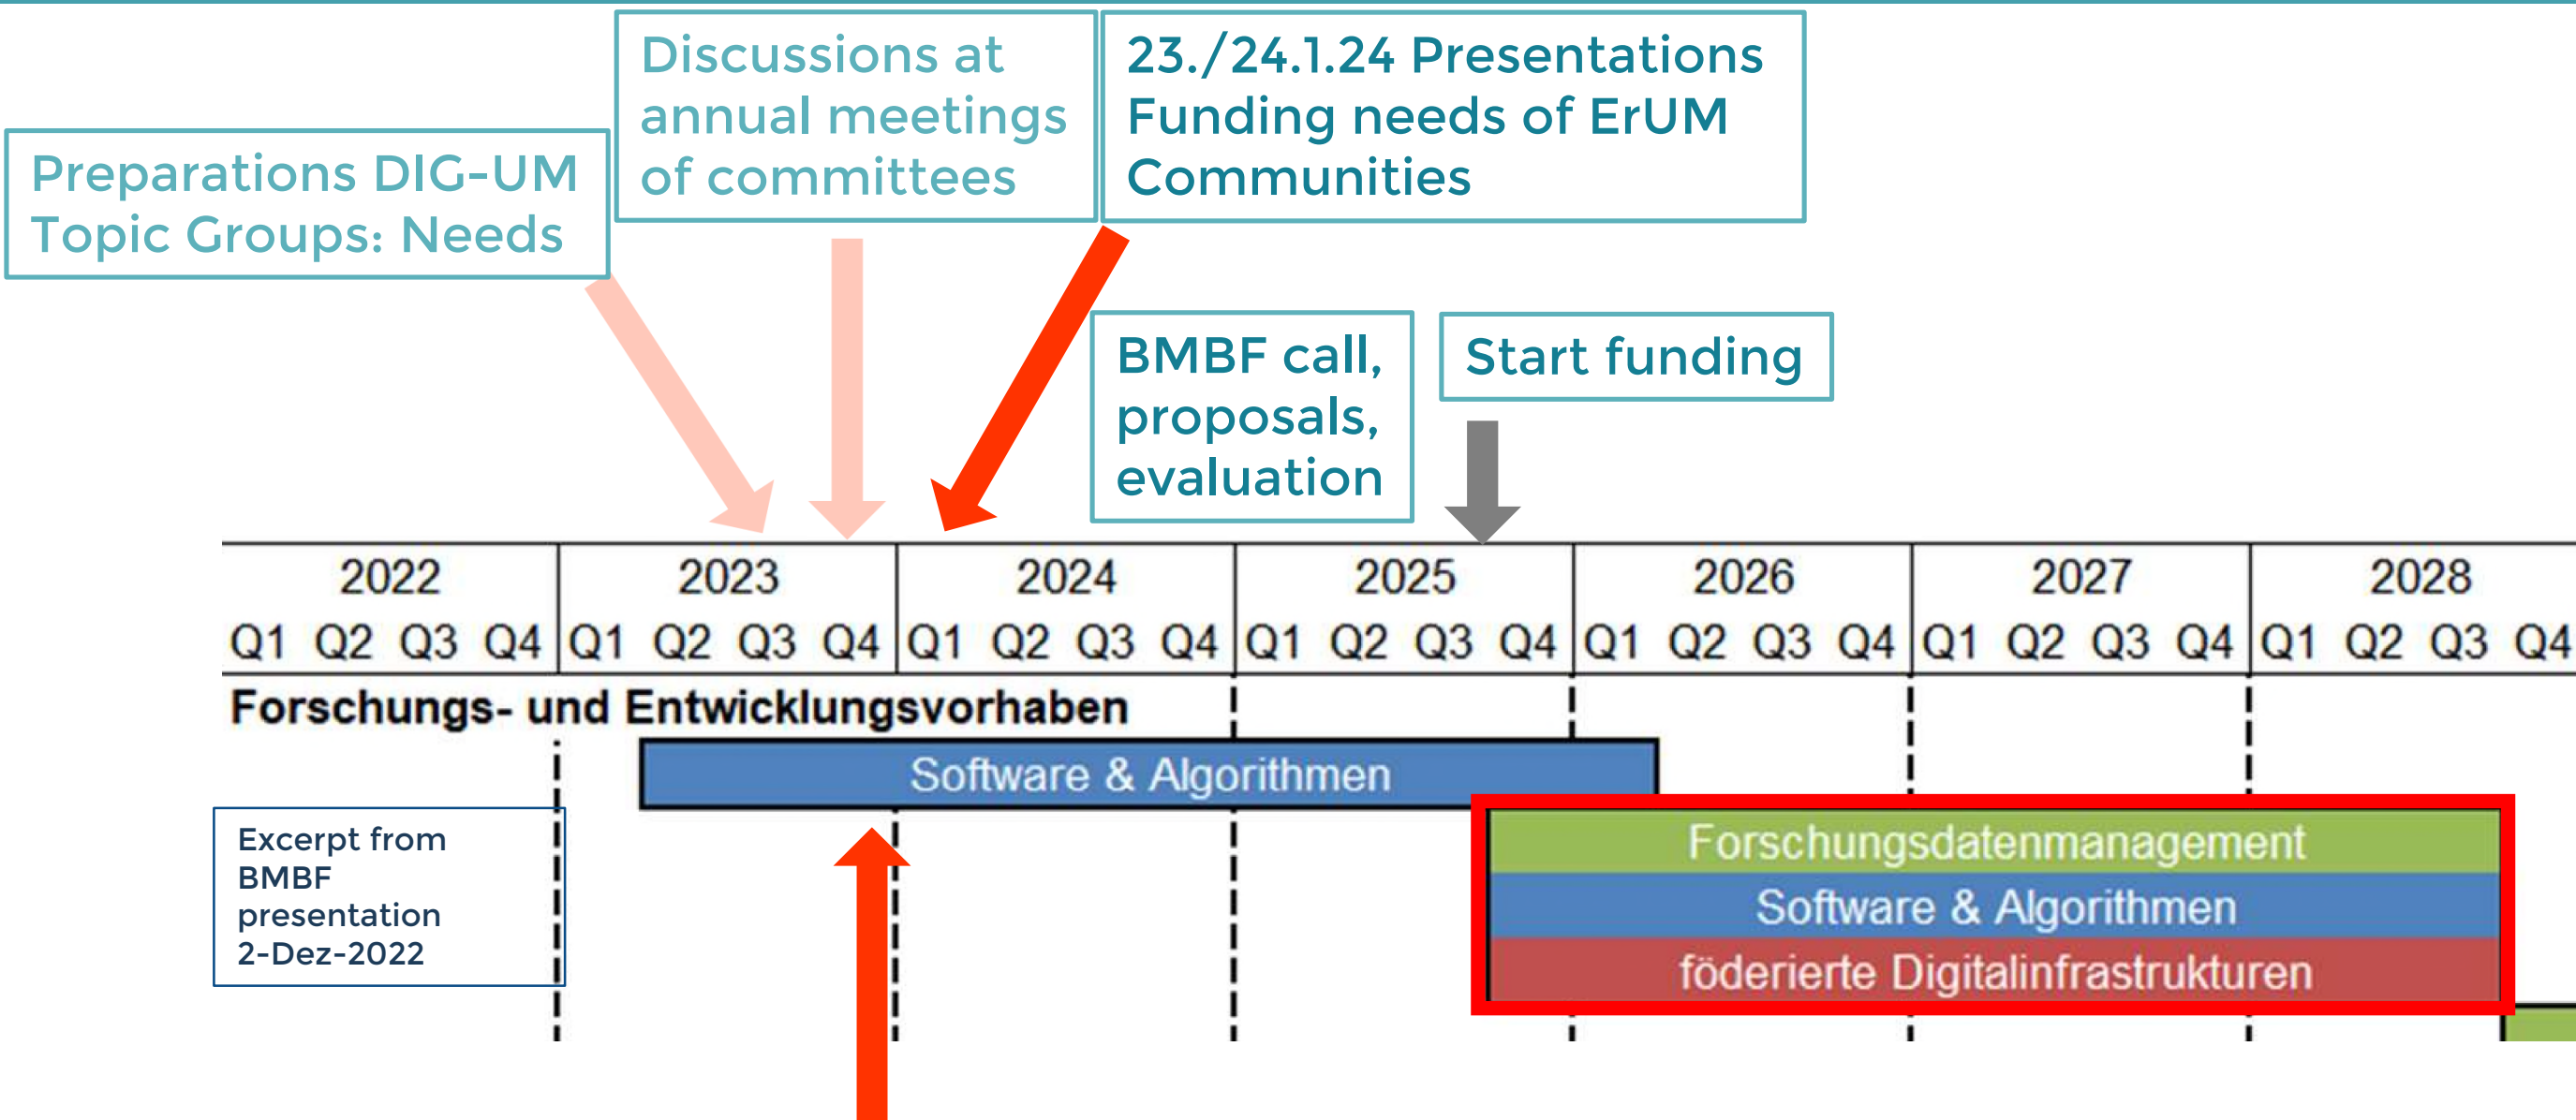 Preparations DIG-UM
Topic Groups: Needs
Discussions at
annual meetings
of committees
23./24.1.24 Presentations
Funding needs of ErUM
Communities
BMBF call,
proposals,
evaluation
Start funding
2022 2023 2024 2025 2026 2027 2028
Q1 Q2 Q3 Q4 Q1 Q2 Q3 Q4 Q1 Q2 Q3 Q4 Q1 Q2 Q3 Q4 Q1 Q2 Q3 Q4 Q1 Q2 Q3 Q4 Q1 Q2 Q3 Q4
Forschungs- und Entwicklungsvorhaben
Software & Algorithmen
Excerpt from
BMBF
presentation
2-Dez-2022
Forschungsdatenmanagement
Software & Algorithmen
föderierte Digitalinfrastrukturen